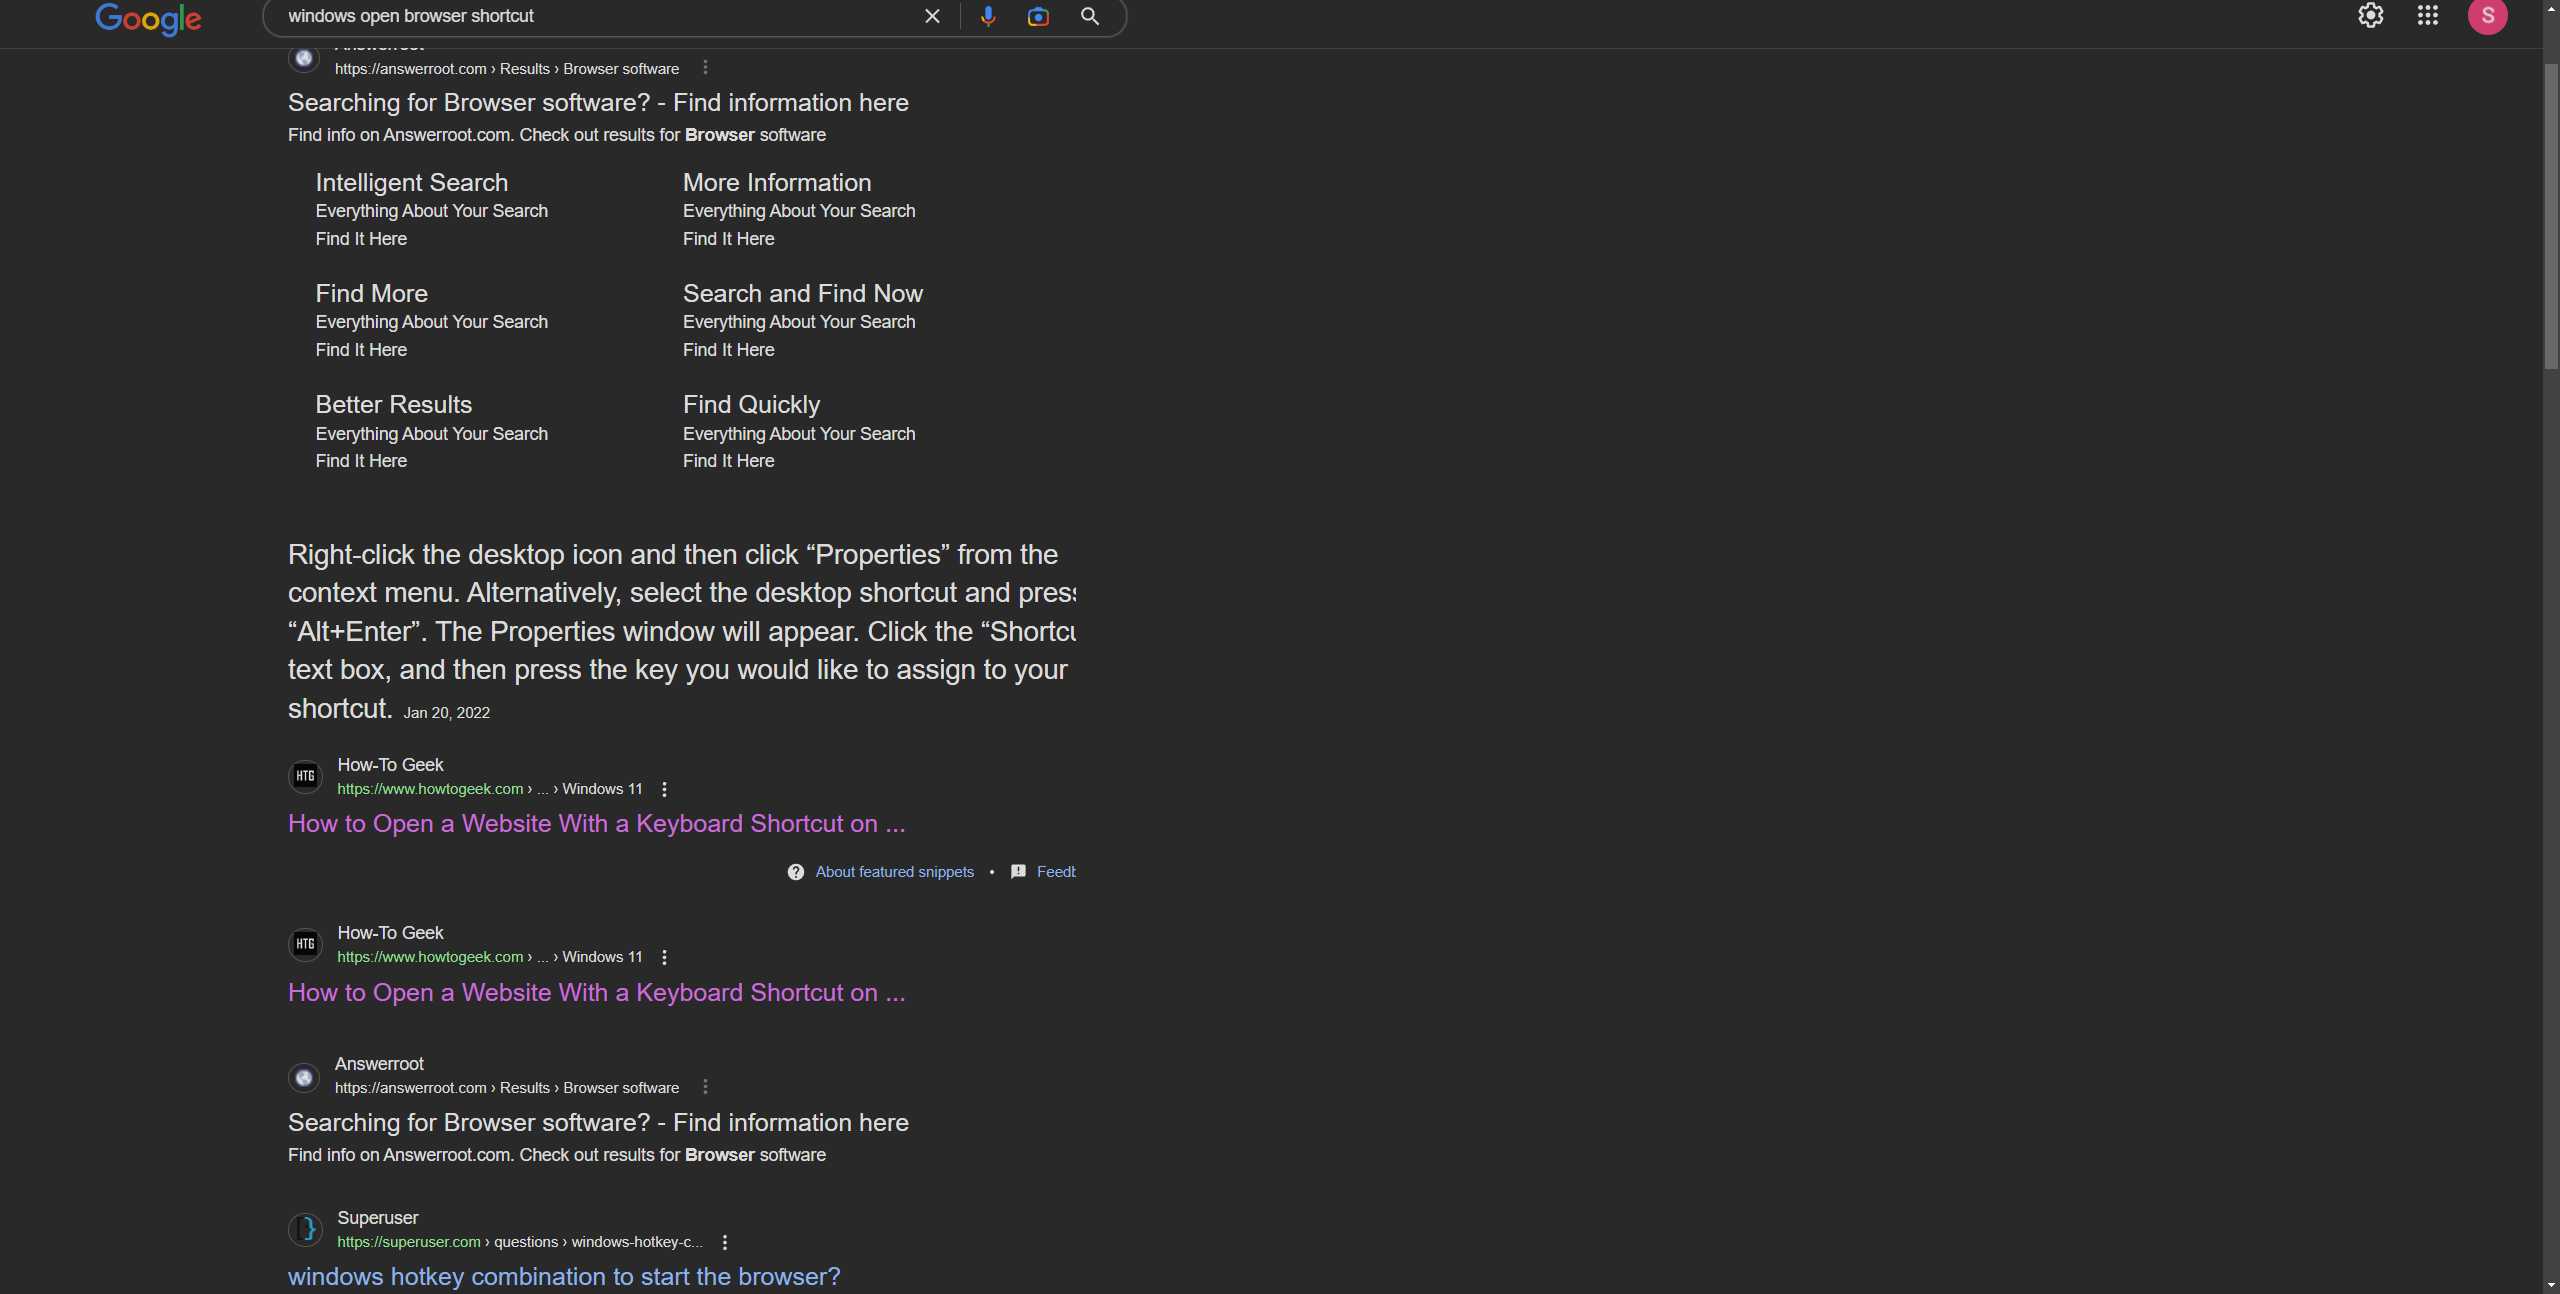 Google
windows open browser shortcut
S
https://answerroot.com › Results › Browser software
Searching for Browser software? - Find information here
Find info on Answerroot.com. Check out results for Browser software
Intelligent Search
Everything About Your Search
Find It Here
More Information
Everything About Your Search
Find It Here
Find More
Everything About Your Search
Find It Here
Search and Find Now
Everything About Your Search
Find It Here
Better Results
Everything About Your Search
Find It Here
Find Quickly
Everything About Your Search
Find It Here
Right-click the desktop icon and then click “Properties” from the
context menu. Alternatively, select the desktop shortcut and press
“Alt+Enter”. The Properties window will appear. Click the “Shortcu
text box, and then press the key you would like to assign to your
shortcut. Jan 20, 2022
HTG
How-To Geek
https://www.howtogeek.com › ... › Windows 11
How to Open a Website With a Keyboard Shortcut on ...
About featured snippets • Feedb
HTG
How-To Geek
https://www.howtogeek.com › ... › Windows 11
How to Open a Website With a Keyboard Shortcut on ...
Answerroot
https://answerroot.com › Results › Browser software
Searching for Browser software? - Find information here
Find info on Answerroot.com. Check out results for Browser software
Superuser
https://superuser.com › questions › windows-hotkey-c...
windows hotkey combination to start the browser?